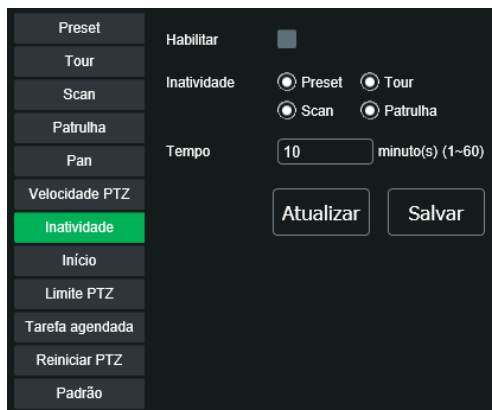 Preset
Tour
Scan
Patrulha
Pan
Velocidade PTZ
Inatividade
Início
Limite PTZ
Tarefa agendada
Reiniciar PTZ
Padrão
Habilitar
Inatividade Preset Tour
Scan Patrulha
Tempo 10 minuto(s) (1~60)
Atualizar Salvar